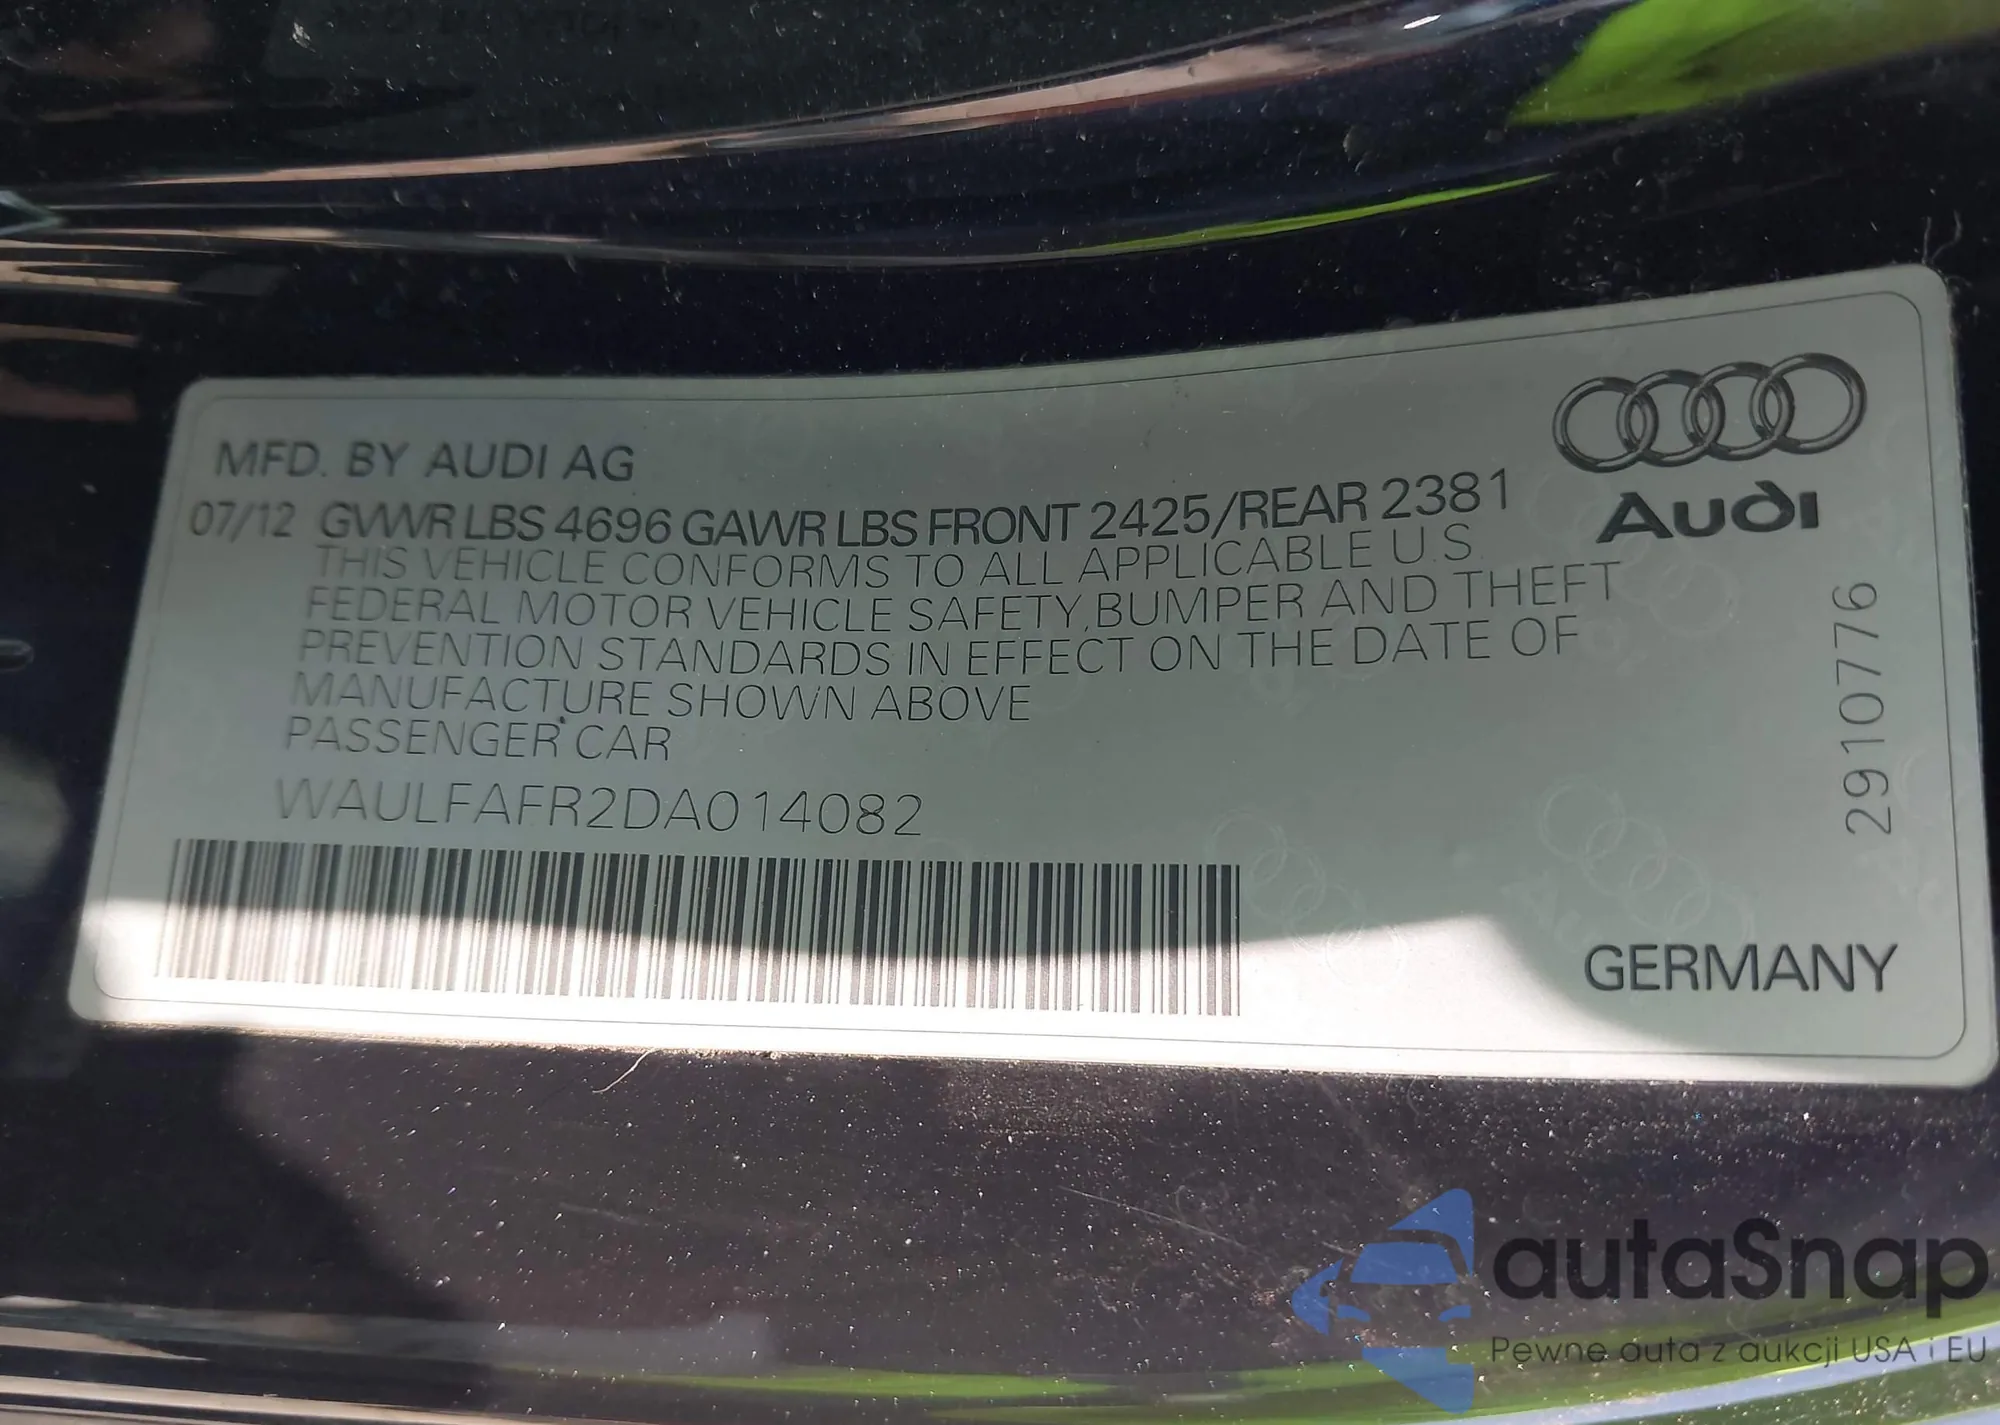 MFD. BY AUDI AG
07/12 GVWR LBS 4696 GAWR LBS FRONT 2425/REAR 2381
THIS VEHICLE CONFORMS TO ALL APPLICABLE U.S.
FEDERAL MOTOR VEHICLE SAFETY, BUMPER AND THEFT
PREVENTION STANDARDS IN EFFECT ON THE DATE OF
MANUFACTURE SHOWN ABOVE
PASSENGER CAR
WAULFAFR2DA014082
Audi
2910776
GERMANY
autaSnap
Pewne auta z aukcji USA i EU